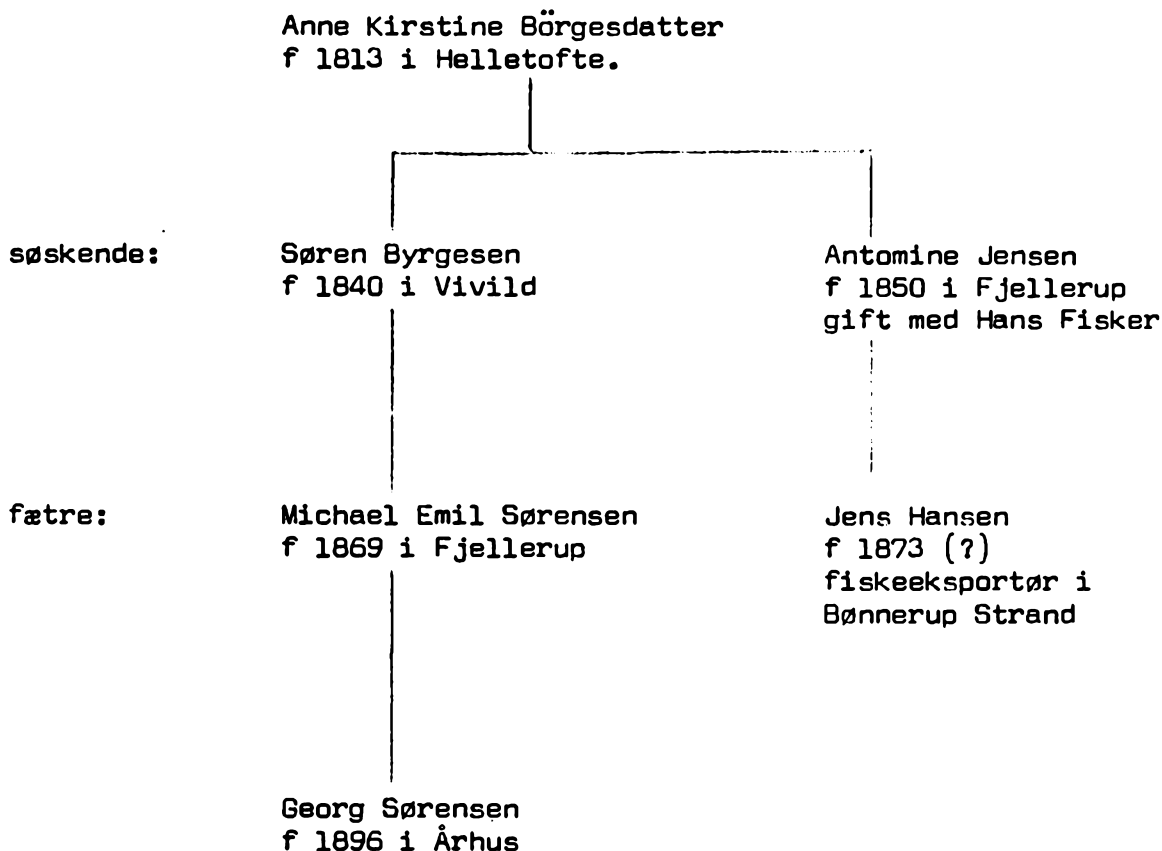 Anne Kirstine Börgesdatter
f 1813 i Helletofte.
søskende:
Søren Byrgesen
f 1840 i Vivild
Antomine Jensen
f 1850 i Fjellerup
gift med Hans Fisker
fætre:
Michael Emil Sørensen
f 1869 i Fjellerup
Jens Hansen
f 1873 (?)
fiskeeksportør i
Bønnerup Strand
Georg Sørensen
f 1896 i Århus